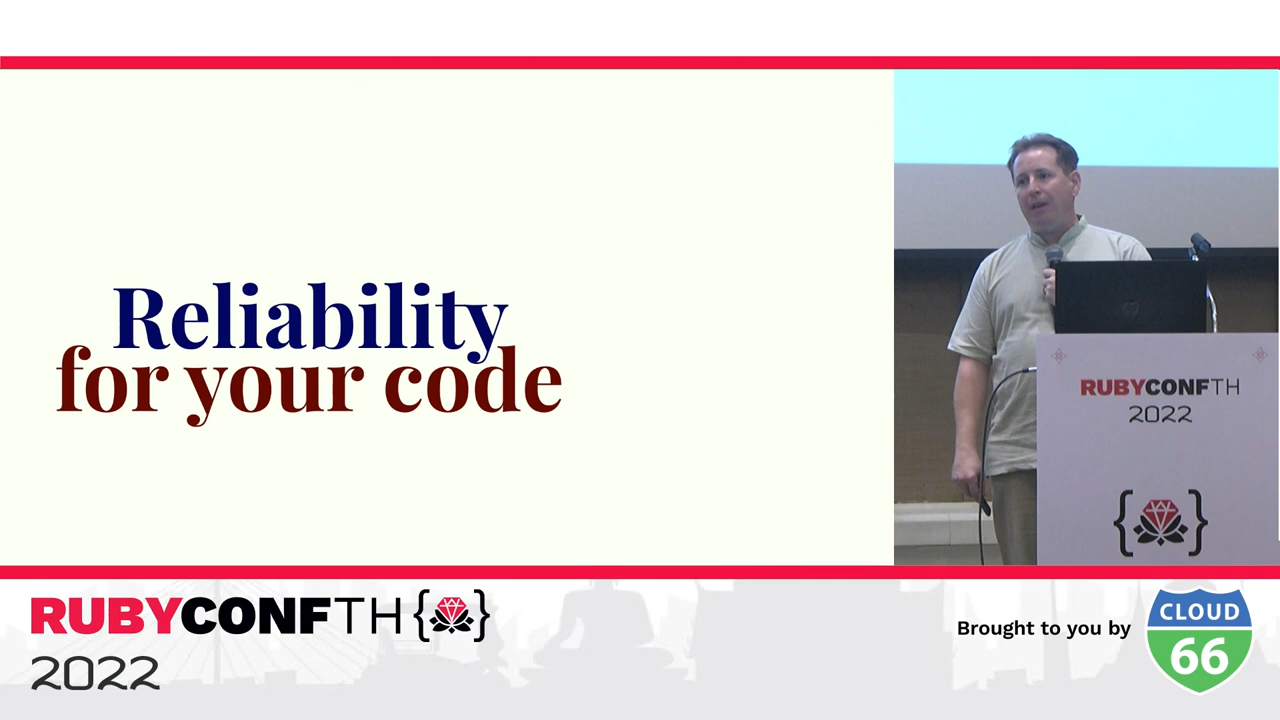 Reliability
for your code
RUBYCONFTH
2022
RUBYCONFTH
2022
Brought to you by
CLOUD
66